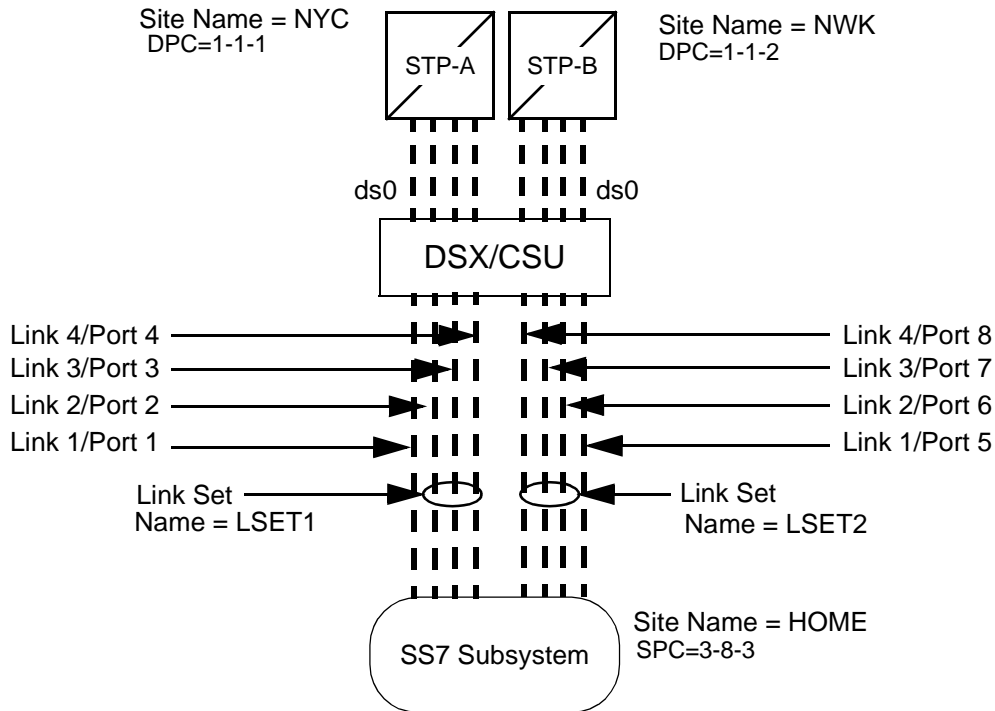 Site Name = NYC
DPC=1-1-1
Site Name = NWK
DPC=1-1-2
STP-A
STP-B
ds0
ds0
DSX/CSU
Link 4/Port 4
Link 4/Port 8
Link 3/Port 3
Link 3/Port 7
Link 2/Port 2
Link 2/Port 6
Link 1/Port 1
Link 1/Port 5
Link Set
Name = LSET1
Link Set
Name = LSET2
SS7 Subsystem
Site Name = HOME
SPC=3-8-3